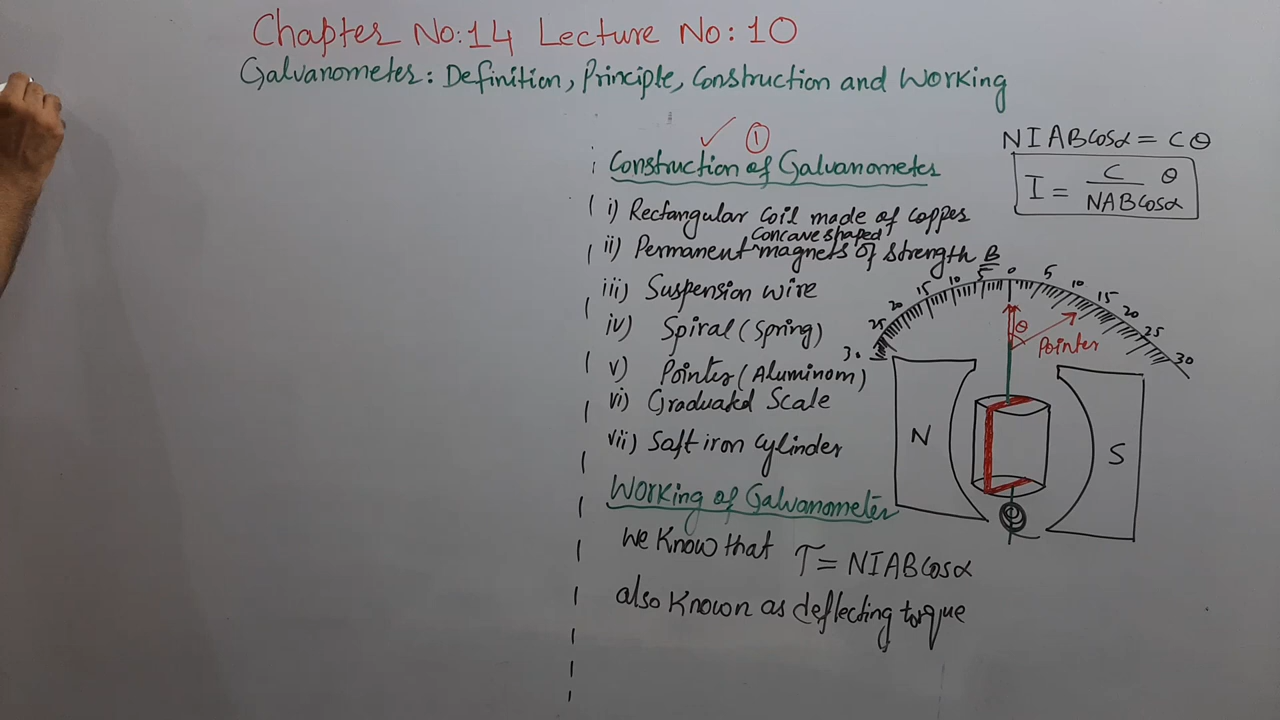 Chapter No:14 Lecture No:10
Galvanometer: Definition, Principle, Construction and Working
✓ ①
Construction of Galvanometer
i) Rectangular coil made of copper
concave shaped
ii) Permanent ^magnets of strength B
iii) Suspension wire
iv) Spiral (Spring)
v) Pointer (Aluminom)
vi) Graduated Scale
vii) Soft iron cylinder
Working of Galvanometer
we know that τ = NIABcosα
also known as deflecting torque
NIABcosα = Cθ
I = C/NABcosα θ
30 25 20 15 10 5 0 5 10 15 20 25 30
θ
Pointer
N S